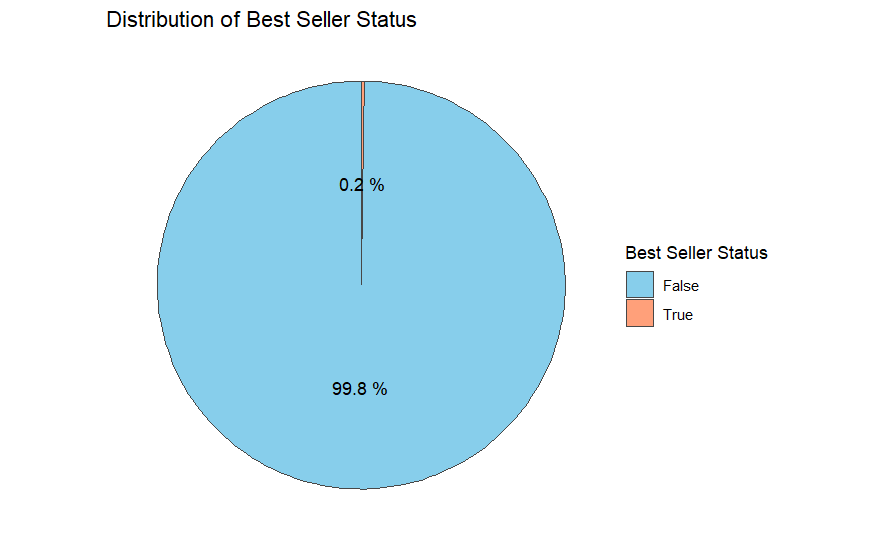 Distribution of Best Seller Status
0.2 %
99.8 %
Best Seller Status
False
True